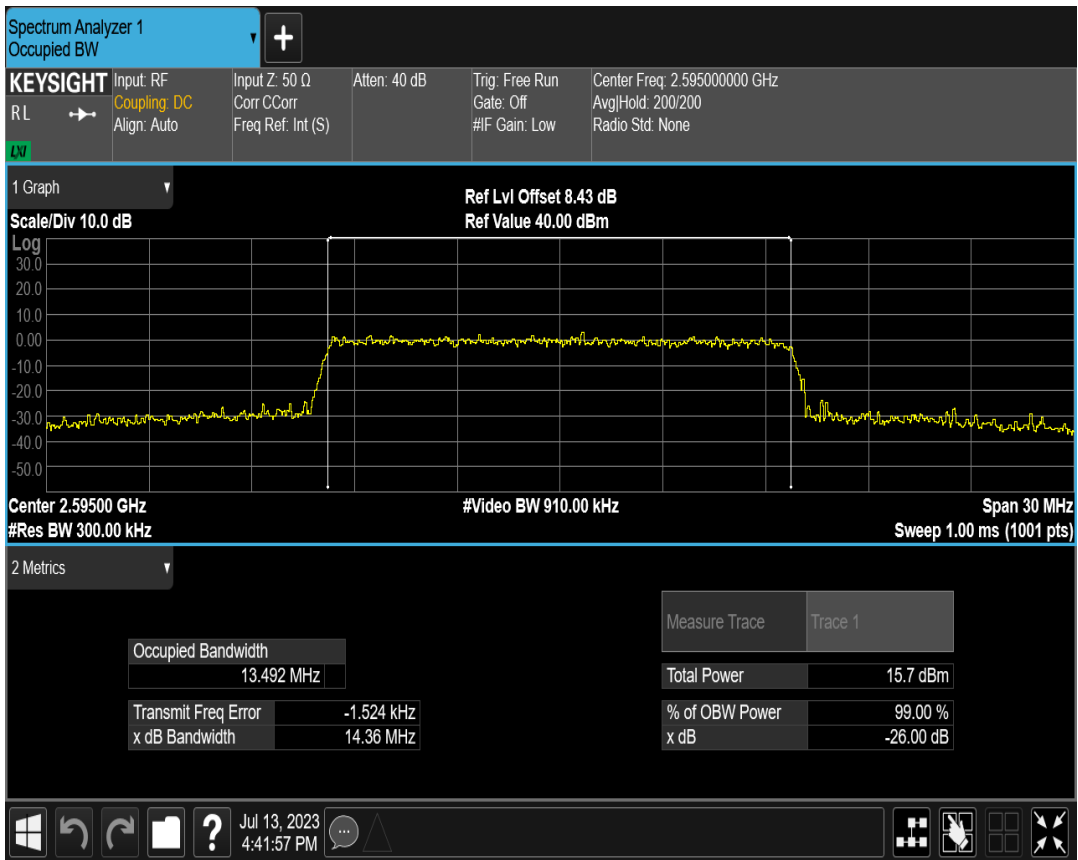 Spectrum Analyzer 1
Occupied BW
KEYSIGHT
RL
LXI
Input: RF
Coupling: DC
Align: Auto
Input Z: 50 Ω
Corr CCorr
Freq Ref: Int (S)
Atten: 40 dB
Trig: Free Run
Gate: Off
#IF Gain: Low
Center Freq: 2.595000000 GHz
Avg|Hold: 200/200
Radio Std: None
1 Graph
Scale/Div 10.0 dB
Ref Lvl Offset 8.43 dB
Ref Value 40.00 dBm
Log
30.0
20.0
10.0
0.00
-10.0
-20.0
-30.0
-40.0
-50.0
Center 2.59500 GHz
#Video BW 910.00 kHz
Span 30 MHz
#Res BW 300.00 kHz
Sweep 1.00 ms (1001 pts)
2 Metrics
Occupied Bandwidth
13.492 MHz
Transmit Freq Error -1.524 kHz
x dB Bandwidth 14.36 MHz
Measure Trace Trace 1
Total Power 15.7 dBm
% of OBW Power 99.00 %
x dB -26.00 dB
?
Jul 13, 2023
4:41:57 PM